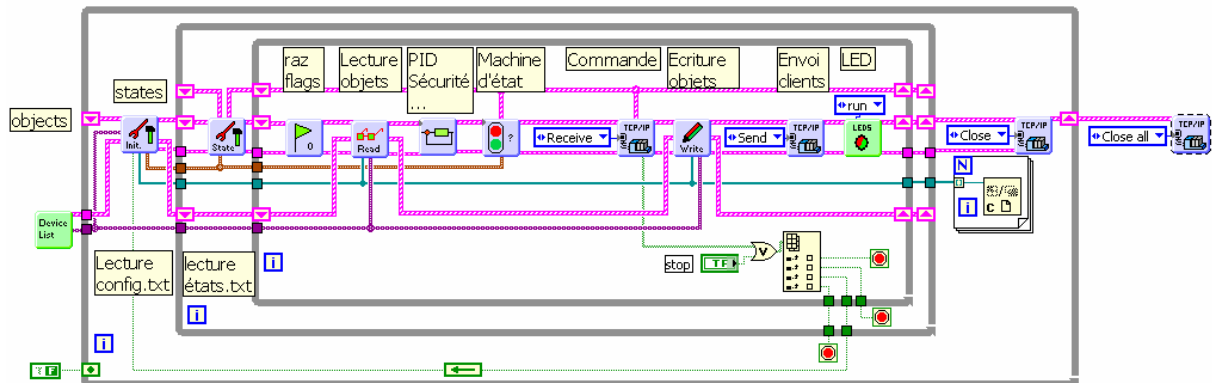 objects
Device
List
states
Init.
Lecture
config.txt
State
lecture
états.txt
raz
flags
0
Lecture
objets
Read
PID
Sécurité
...
Machine
d'état
?
Commande
Receive
TCP/IP
Ecriture
objets
Write
Envoi
clients
Send
TCP/IP
LED
run
LEDS
Close
TCP/IP
Close all
TCP/IP
N
i
C
stop
TF
V
i
i
i
F